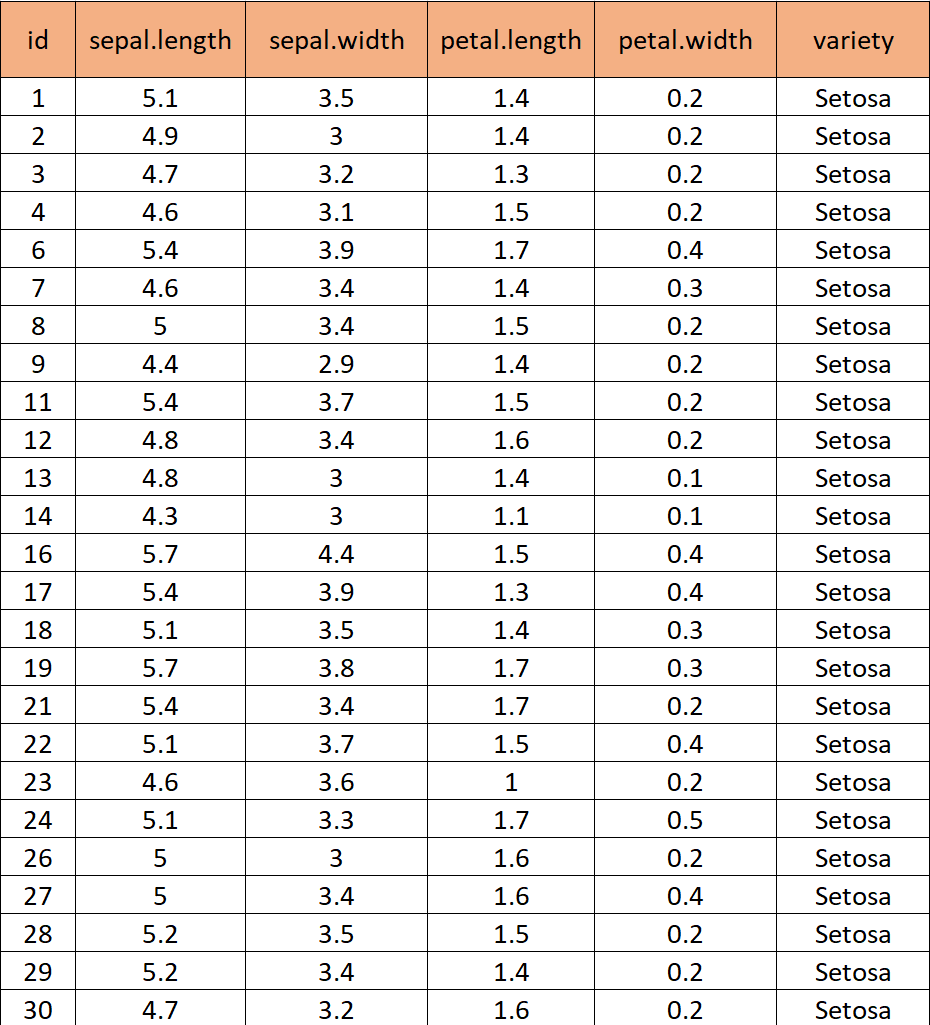 id sepal.length sepal.width petal.length petal.width variety
1 5.1 3.5 1.4 0.2 Setosa
2 4.9 3 1.4 0.2 Setosa
3 4.7 3.2 1.3 0.2 Setosa
4 4.6 3.1 1.5 0.2 Setosa
6 5.4 3.9 1.7 0.4 Setosa
7 4.6 3.4 1.4 0.3 Setosa
8 5 3.4 1.5 0.2 Setosa
9 4.4 2.9 1.4 0.2 Setosa
11 5.4 3.7 1.5 0.2 Setosa
12 4.8 3.4 1.6 0.2 Setosa
13 4.8 3 1.4 0.1 Setosa
14 4.3 3 1.1 0.1 Setosa
16 5.7 4.4 1.5 0.4 Setosa
17 5.4 3.9 1.3 0.4 Setosa
18 5.1 3.5 1.4 0.3 Setosa
19 5.7 3.8 1.7 0.3 Setosa
21 5.4 3.4 1.7 0.2 Setosa
22 5.1 3.7 1.5 0.4 Setosa
23 4.6 3.6 1 0.2 Setosa
24 5.1 3.3 1.7 0.5 Setosa
26 5 3 1.6 0.2 Setosa
27 5 3.4 1.6 0.4 Setosa
28 5.2 3.5 1.5 0.2 Setosa
29 5.2 3.4 1.4 0.2 Setosa
30 4.7 3.2 1.6 0.2 Setosa